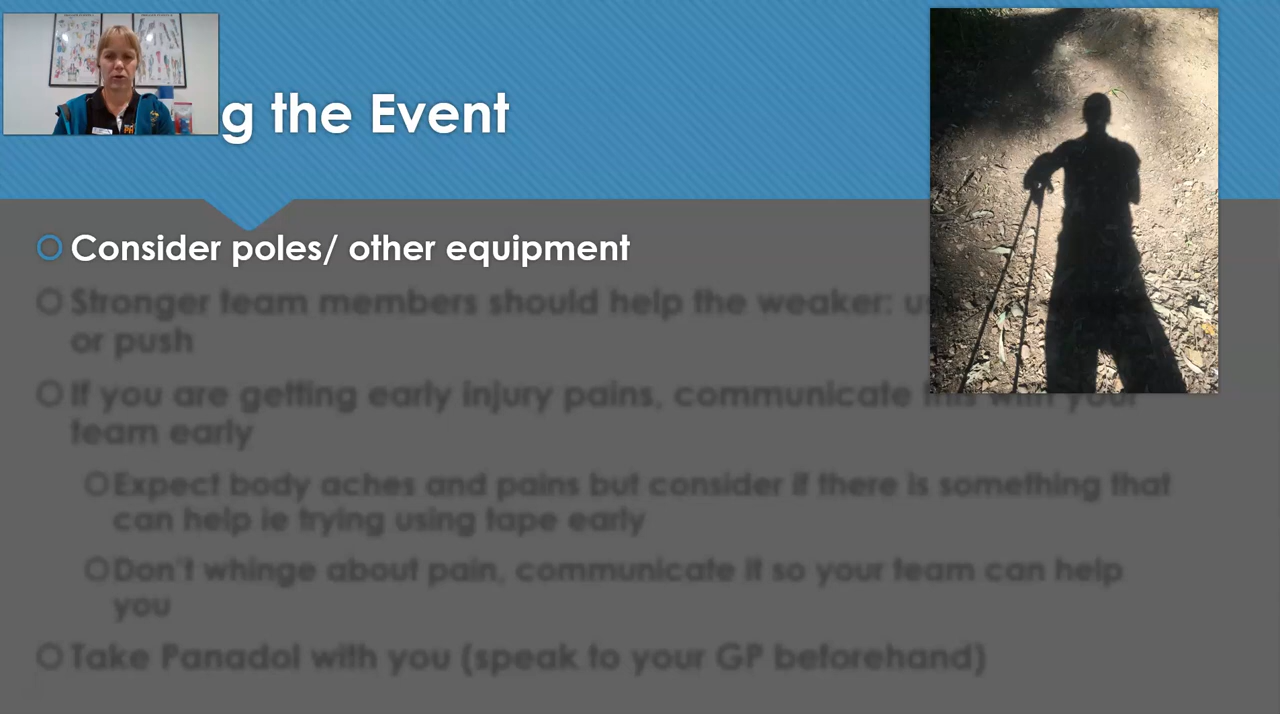 g the Event
Consider poles/ other equipment
Stronger team members should help the weaker:
or push
If you are getting early injury pains, communicate this with your
team early
Expect body aches and pains but consider if there is something that
can help ie trying using tape early
Don't whinge about pain, communicate it so your team can help
you
Take Panadol with you (speak to your GP beforehand)